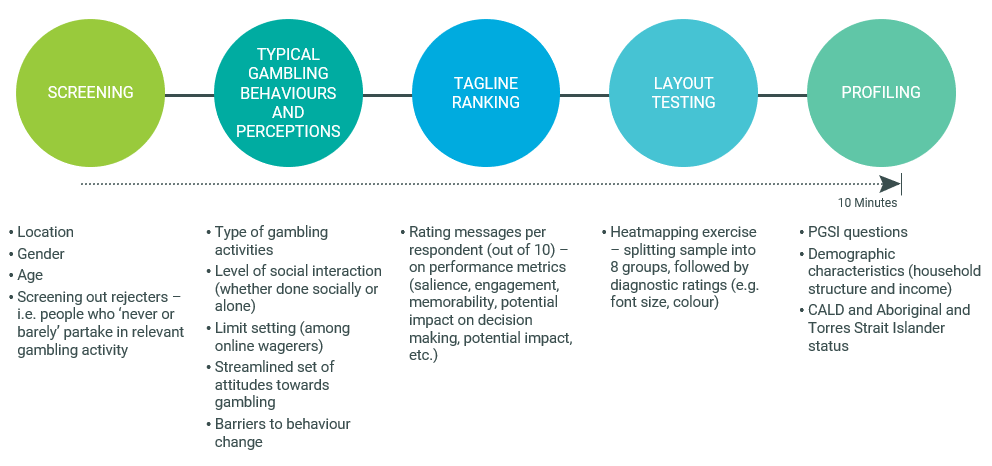 SCREENING
TYPICAL
GAMBLING
BEHAVIOURS
AND
PERCEPTIONS
TAGLINE
RANKING
LAYOUT
TESTING
PROFILING
10 Minutes
• Location
• Gender
• Age
• Screening out rejecters –
i.e. people who ‘never or
barely’ partake in relevant
gambling activity
• Type of gambling
activities
• Level of social interaction
(whether done socially or
alone)
• Limit setting (among
online wagerers)
• Streamlined set of
attitudes towards
gambling
• Barriers to behaviour
change
• Rating messages per
respondent (out of 10) –
on performance metrics
(salience, engagement,
memorability, potential
impact on decision
making, potential impact,
etc.)
• Heatmapping exercise
– splitting sample into
8 groups, followed by
diagnostic ratings (e.g.
font size, colour)
• PGSI questions
• Demographic
characteristics (household
structure and income)
• CALD and Aboriginal and
Torres Strait Islander
status